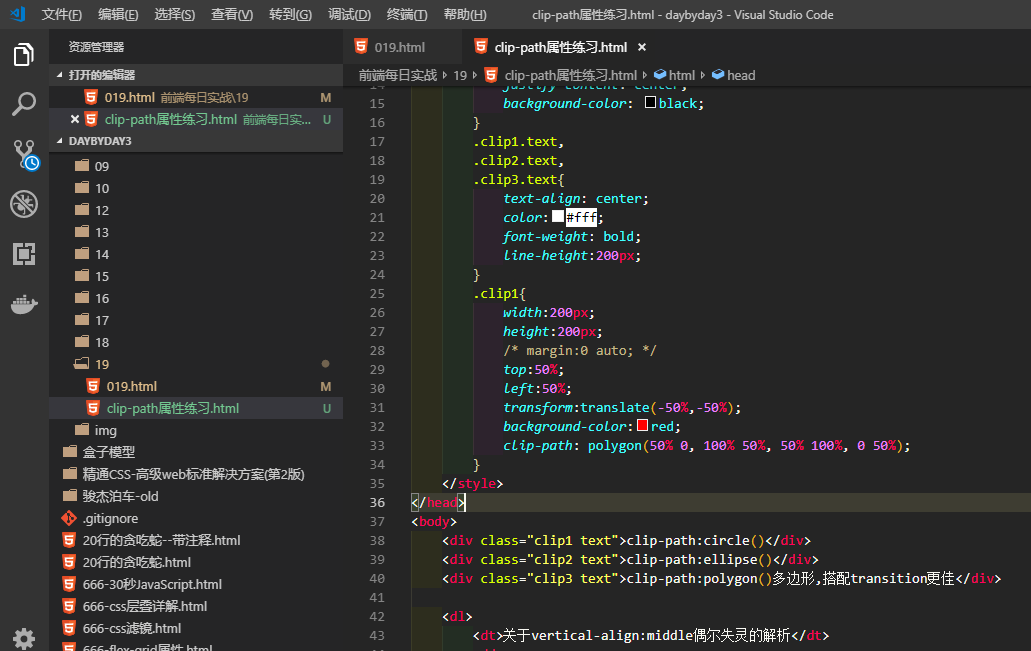 文件(F) 编辑(E) 选择(S) 查看(V) 转到(G) 调试(D) 终端(T) 帮助(H) clip-path属性练习.html - daybyday3 - Visual Studio Code
资源管理器
打开的编辑器
019.html 前端每日实战\19 M
clip-path属性练习.html 前端每日实... U
DAYBYDAY3
09
10
12
13
14
15
16
17
18
19
019.html M
clip-path属性练习.html U
img
盒子模型
精通CSS-高级web标准解决方案(第2版)
骏杰泊车-old
.gitignore
20行的贪吃蛇--带注释.html
20行的贪吃蛇.html
666-30秒JavaScript.html
666-css层叠详解.html
666-css滤镜.html
666-flex-grid属性.html
019.html clip-path属性练习.html ×
前端每日实战 19 clip-path属性练习.html html head
14 justify-content: center;
15 background-color: black;
16 }
17 .clip1.text,
18 .clip2.text,
19 .clip3.text{
20 text-align: center;
21 color:#fff;
22 font-weight: bold;
23 line-height:200px;
24 }
25 .clip1{
26 width:200px;
27 height:200px;
28 /* margin:0 auto; */
29 top:50%;
30 left:50%;
31 transform:translate(-50%,-50%);
32 background-color:red;
33 clip-path: polygon(50% 0, 100% 50%, 50% 100%, 0 50%);
34 }
35 </style>
36 </head>
37 <body>
38 <div class="clip1 text">clip-path:circle()</div>
39 <div class="clip2 text">clip-path:ellipse()</div>
40 <div class="clip3 text">clip-path:polygon()多边形,搭配transition更佳</div>
41
42 <dl>
43 <dt>关于vertical-align:middle偶尔失灵的解析</dt>